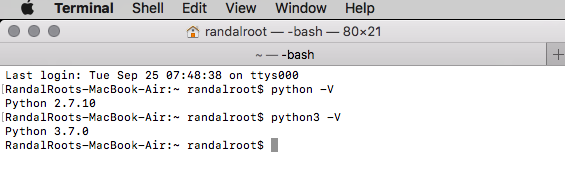 Terminal Shell Edit View Window Help
randalroot — -bash — 80×21
~ — -bash
Last login: Tue Sep 25 07:48:38 on ttys000
[RandalRoots-MacBook-Air:~ randalroot$ python -V
Python 2.7.10
[RandalRoots-MacBook-Air:~ randalroot$ python3 -V
Python 3.7.0
RandalRoots-MacBook-Air:~ randalroot$